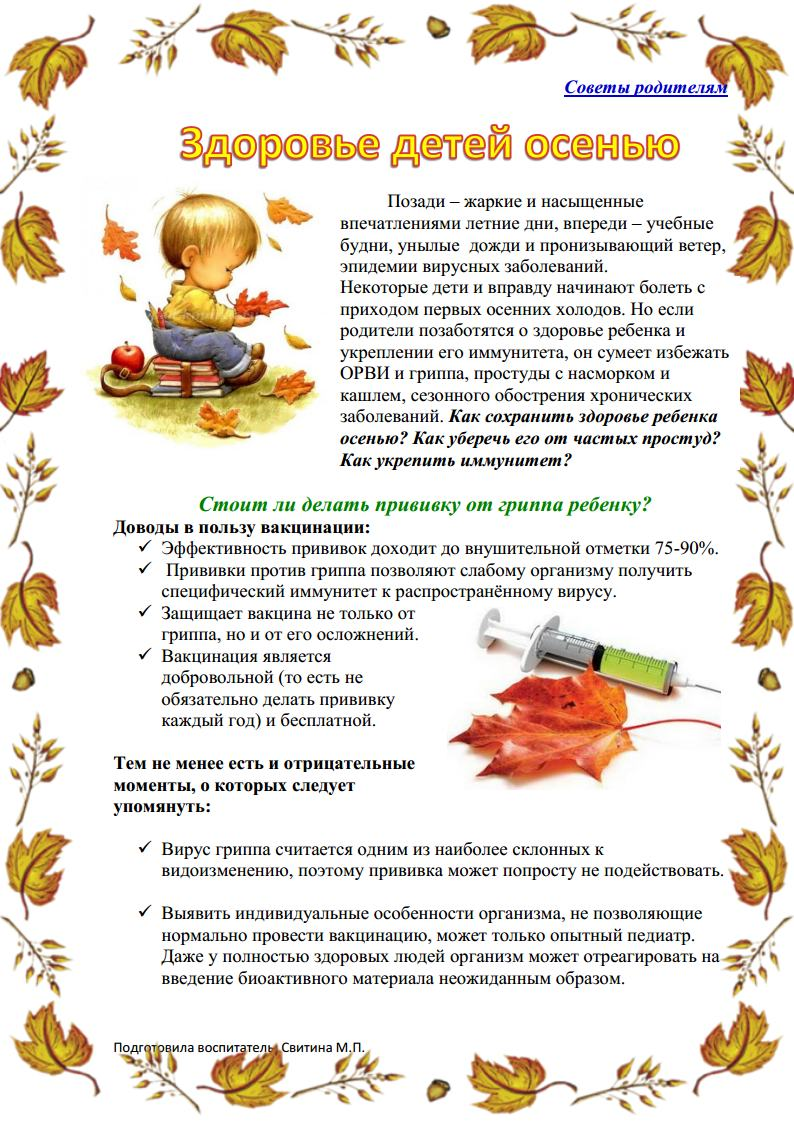 Советы родителям
Здоровье детей осенью
Позади – жаркие и насыщенные
впечатлениями летние дни, впереди – учебные
будни, унылые дожди и пронизывающий ветер,
эпидемии вирусных заболеваний.
Некоторые дети и вправду начинают болеть с
приходом первых осенних холодов. Но если
родители позаботятся о здоровье ребенка и
укреплении его иммунитета, он сумеет избежать
ОРВИ и гриппа, простуды с насморком и
кашлем, сезонного обострения хронических
заболеваний. Как сохранить здоровье ребенка
осенью? Как уберечь его от частых простуд?
Как укрепить иммунитет?
Стоит ли делать прививку от гриппа ребенку?
Доводы в пользу вакцинации:
✓ Эффективность прививок доходит до внушительной отметки 75-90%.
✓ Прививки против гриппа позволяют слабому организму получить
специфический иммунитет к распространённому вирусу.
✓ Защищает вакцина не только от
гриппа, но и от его осложнений.
✓ Вакцинация является
добровольной (то есть не
обязательно делать прививку
каждый год) и бесплатной.
Тем не менее есть и отрицательные
моменты, о которых следует
упомянуть:
✓ Вирус гриппа считается одним из наиболее склонных к
видоизменению, поэтому прививка может попросту не подействовать.
✓ Выявить индивидуальные особенности организма, не позволяющие
нормально провести вакцинацию, может только опытный педиатр.
Даже у полностью здоровых людей организм может отреагировать на
введение биоактивного материала неожиданным образом.
Подготовила воспитатель: Свитина М.П.